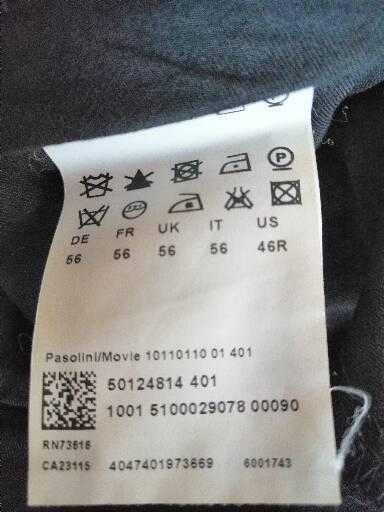 P
DE FR UK IT US
56 56 56 56 46R
Pasolini/Movie 10110110 01 401
50124814 401
1001 5100029078 00090
RN73616
CA23115 4047401973669 6001743